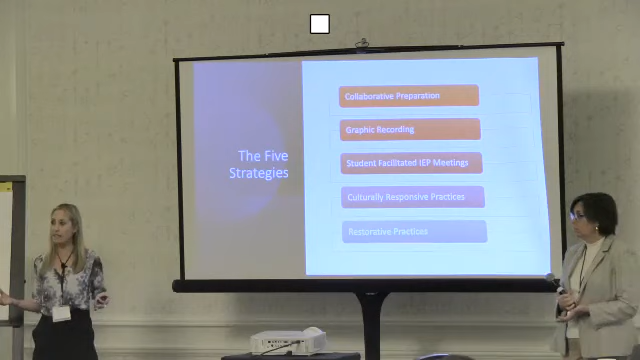 The Five
Strategies
Collaborative Preparation
Graphic Recording
Student Facilitated IEP Meetings
Culturally Responsive Practices
Restorative Practices